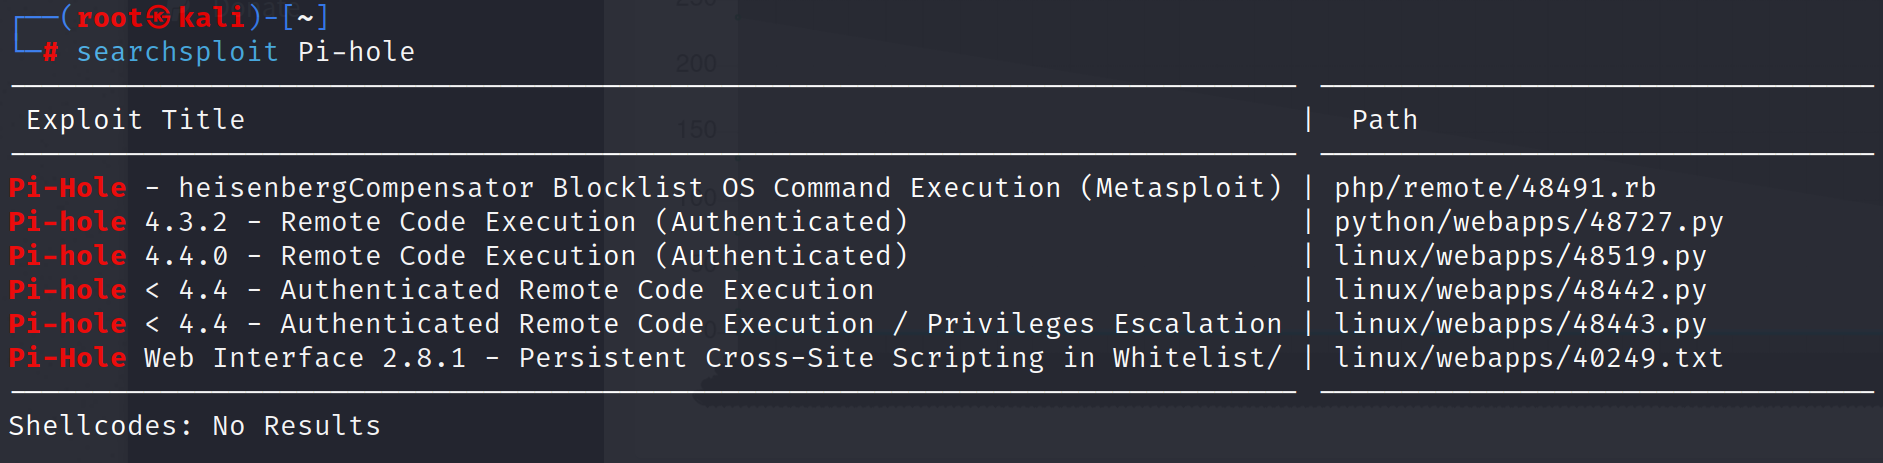 (root㉿kali)-[~]
# searchsploit Pi-hole
Exploit Title | Path
Pi-Hole - heisenbergCompensator Blocklist OS Command Execution (Metasploit) | php/remote/48491.rb
Pi-hole 4.3.2 - Remote Code Execution (Authenticated) | python/webapps/48727.py
Pi-hole 4.4.0 - Remote Code Execution (Authenticated) | linux/webapps/48519.py
Pi-hole < 4.4 - Authenticated Remote Code Execution | linux/webapps/48442.py
Pi-hole < 4.4 - Authenticated Remote Code Execution / Privileges Escalation | linux/webapps/48443.py
Pi-Hole Web Interface 2.8.1 - Persistent Cross-Site Scripting in Whitelist/ | linux/webapps/40249.txt
Shellcodes: No Results
200
150